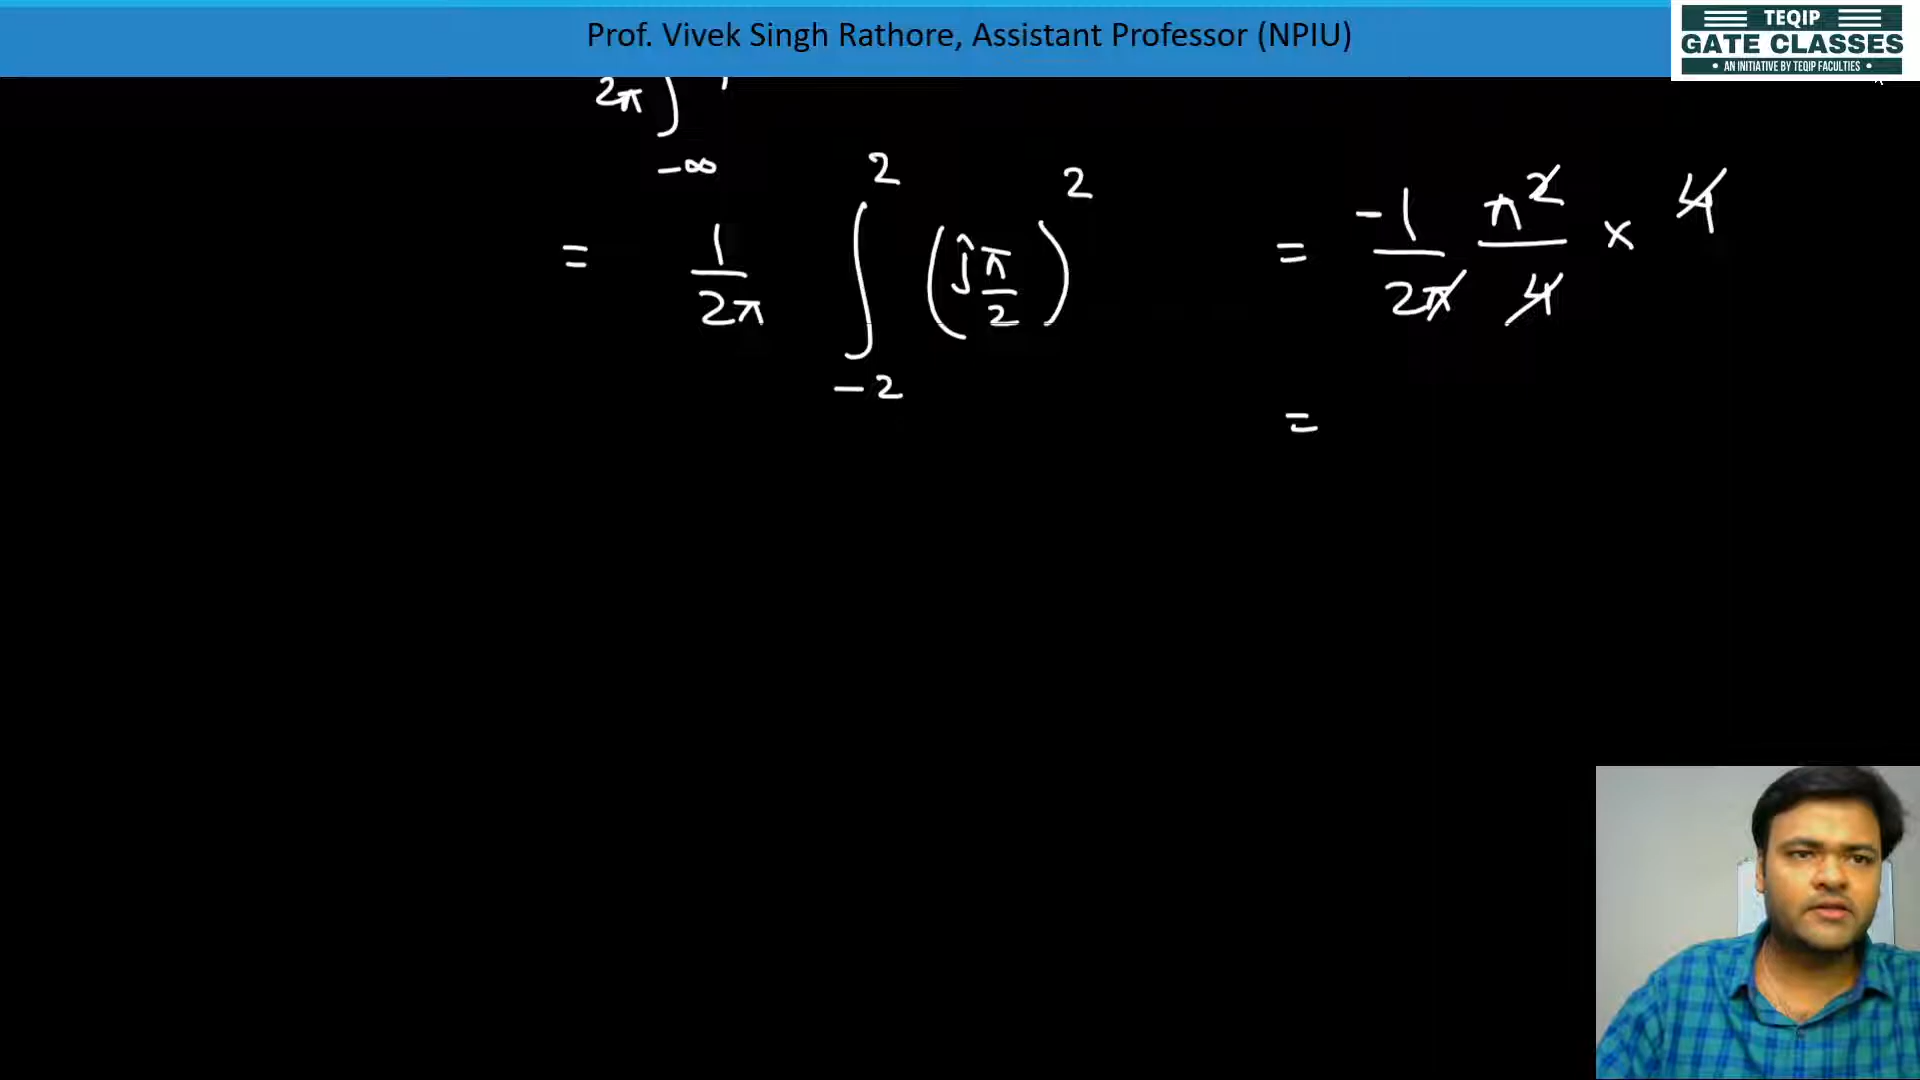 Prof. Vivek Singh Rathore, Assistant Professor (NPIU)
TEQIP
GATE CLASSES
• AN INITIATIVE BY TEQIP FACULTIES •
2π ∫
-∞
= 1/2π ∫_{-2}^{2} (j π/2)^2 = -1/2π π^2/4 × 4
=